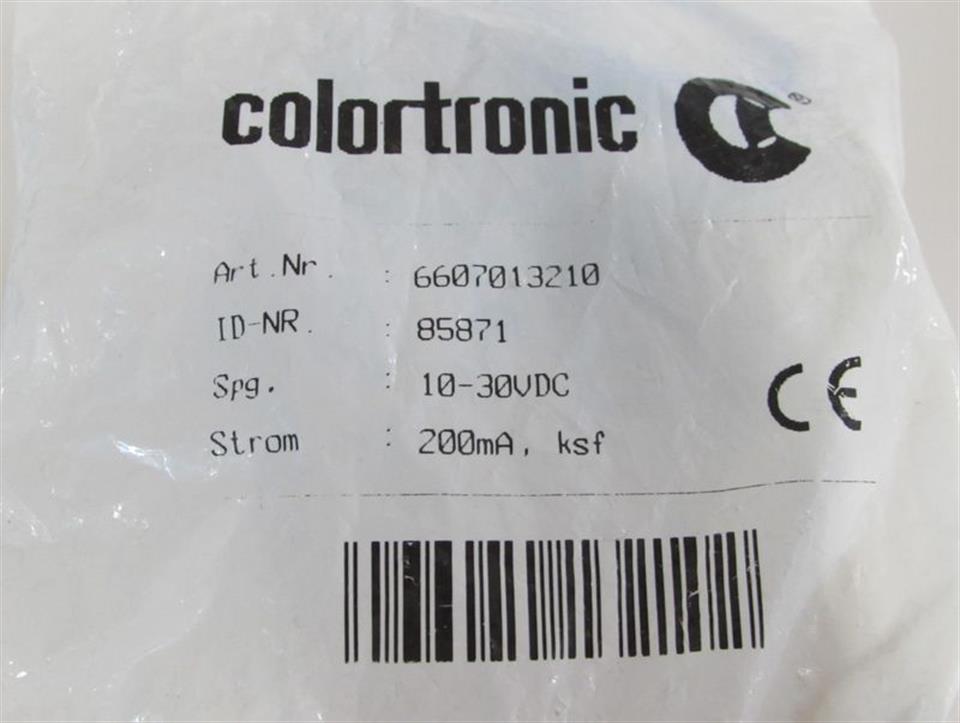 colortronic ®
Art.Nr. : 6607013210
ID-NR. : 85871
Spg. : 10-30VDC
Strom : 200mA, ksf
CE